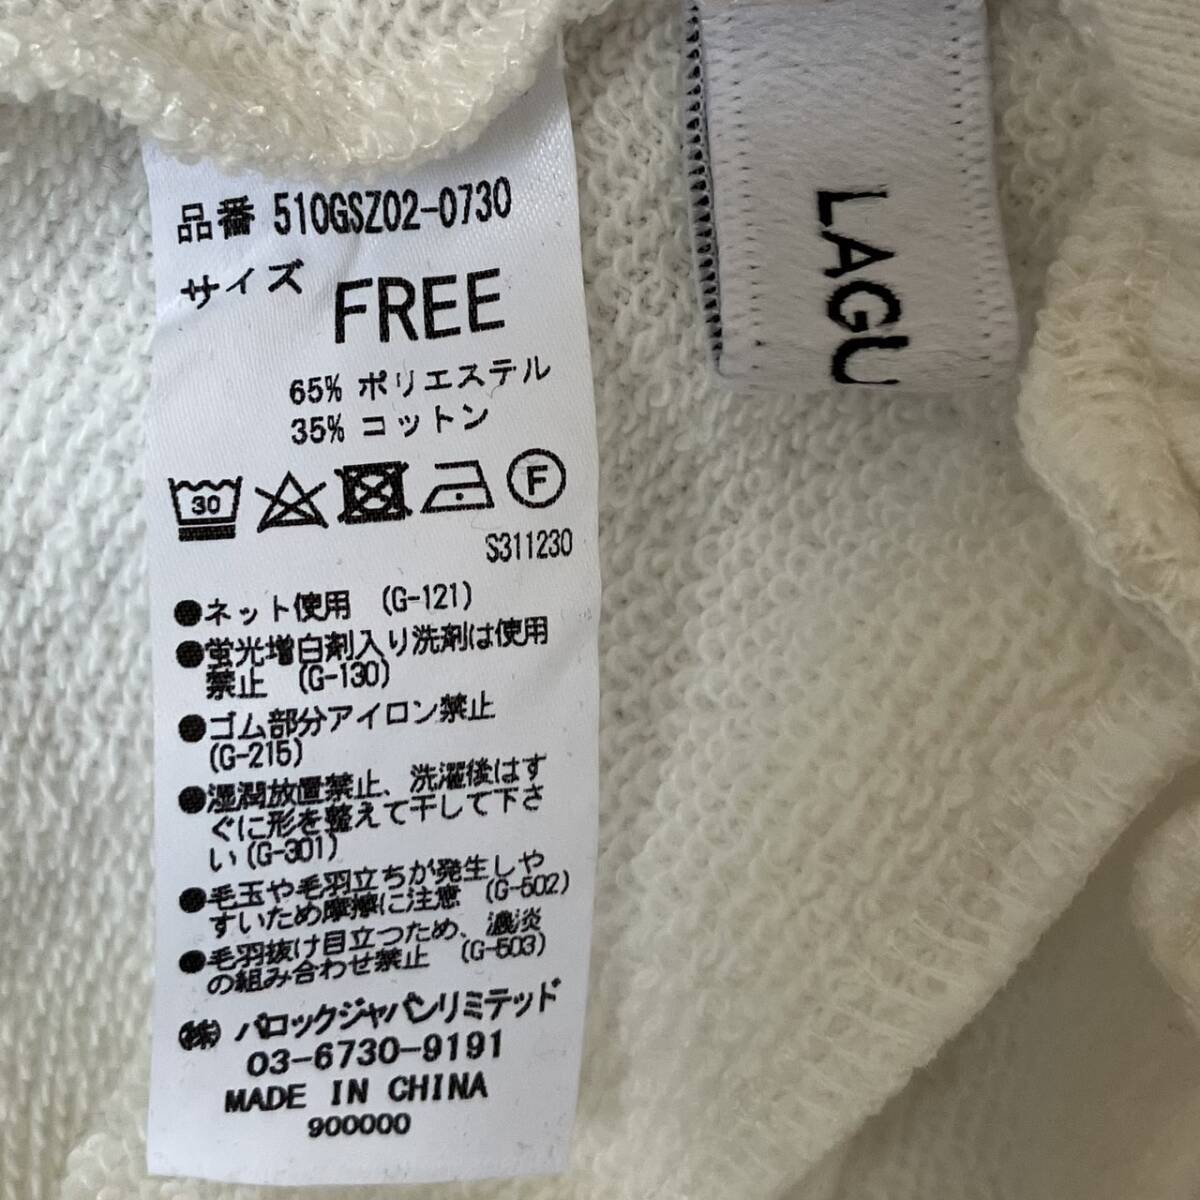 品番 510GSZ02-0730
サイズ
FREE
65% ポリエステル
35% コットン
30
F
S311230
●ネット使用 (G-121)
●蛍光増白剤入り洗剤は使用
禁止 (G-130)
●ゴム部分アイロン禁止
(G-215)
●湿潤放置禁止、洗濯後はす
ぐに形を整えて干して下さ
い(G-301)
●毛玉や毛羽立ちが発生しや
すいため摩擦に注意 (G-502)
●毛羽抜け目立つため、濃淡
の組み合わせ禁止 (G-503)
㈱ バロックジャパンリミテッド
03-6730-9191
MADE IN CHINA
900000
LAGU